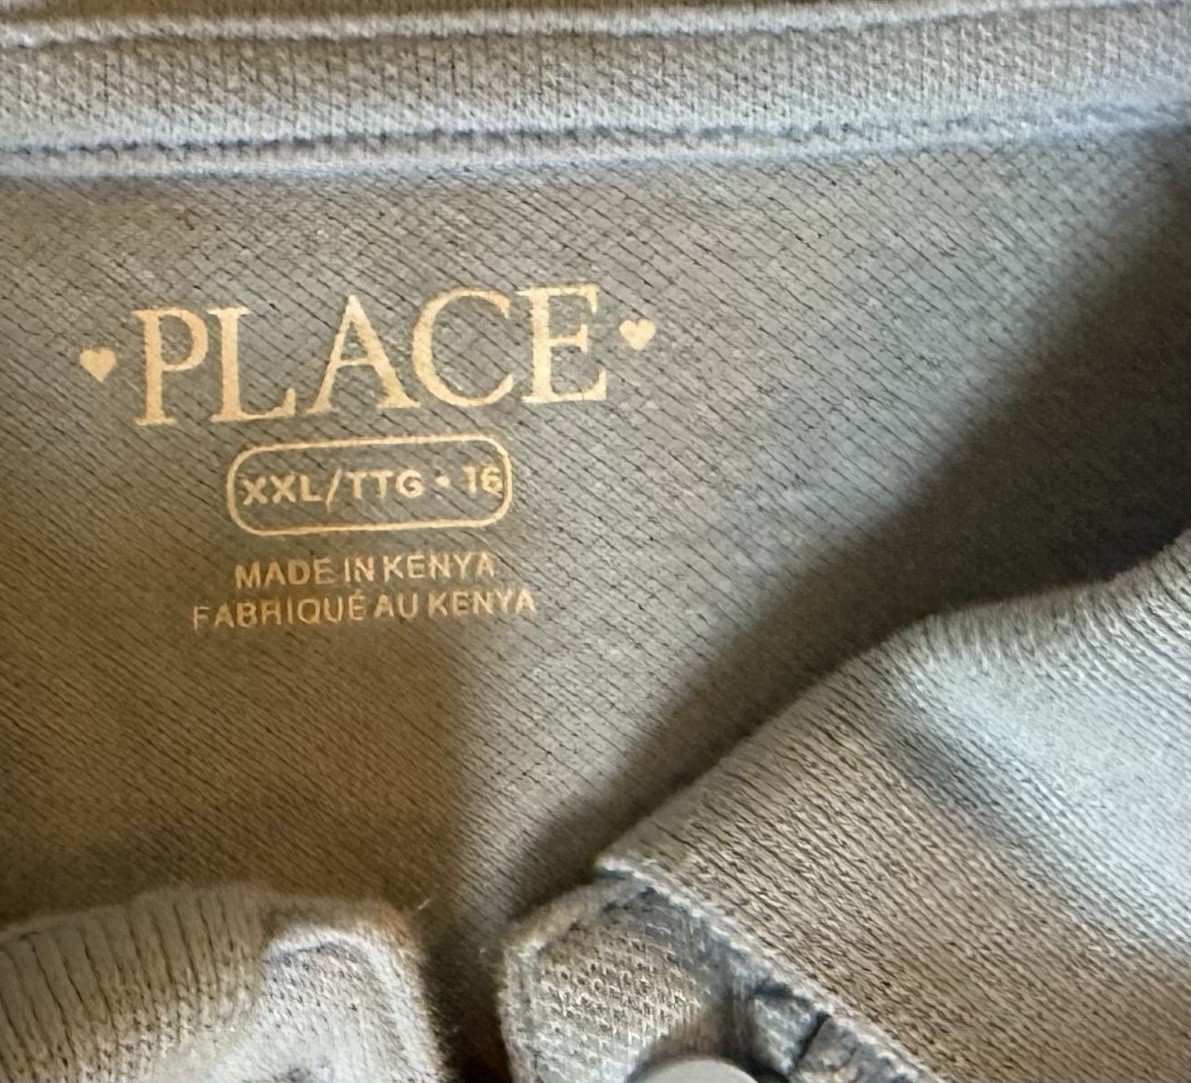 ♥PLACE♥
XXL/TTG • 16
MADE IN KENYA
FABRIQUÉ AU KENYA